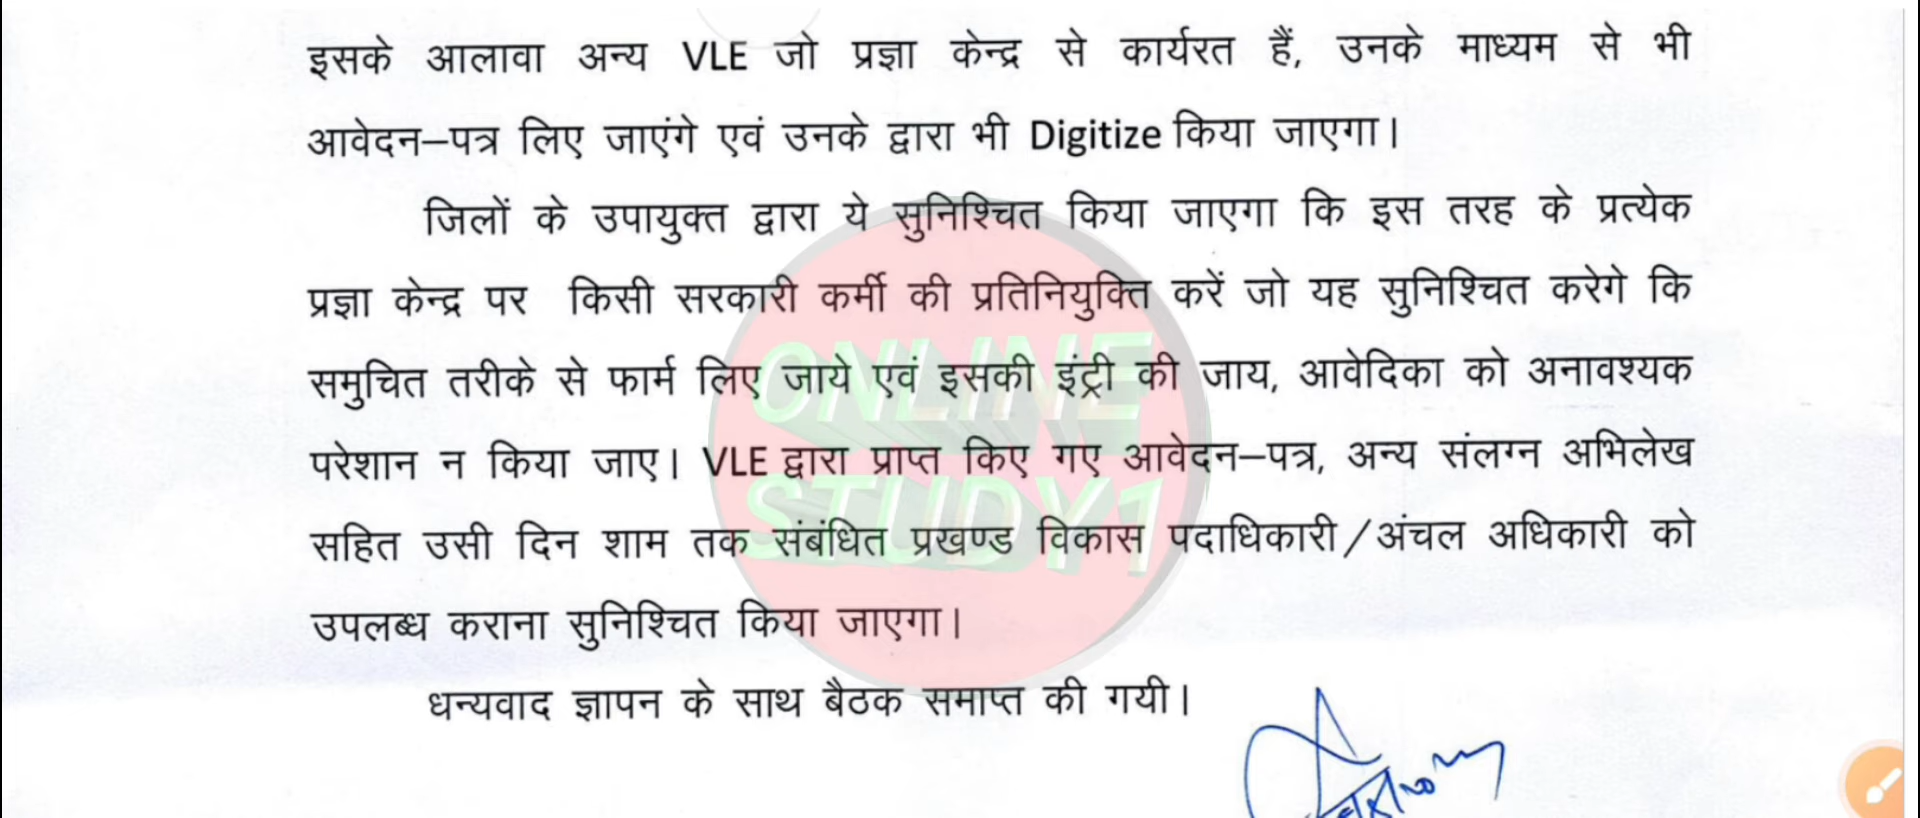 इसके आलावा अन्य VLE जो प्रज्ञा केन्द्र से कार्यरत हैं, उनके माध्यम से भी
आवेदन–पत्र लिए जाएंगे एवं उनके द्वारा भी Digitize किया जाएगा।
जिलों के उपायुक्त द्वारा ये सुनिश्चित किया जाएगा कि इस तरह के प्रत्येक
प्रज्ञा केन्द्र पर किसी सरकारी कर्मी की प्रतिनियुक्ति करें जो यह सुनिश्चित करेगे कि
समुचित तरीके से फार्म लिए जाये एवं इसकी इंट्री की जाय, आवेदिका को अनावश्यक
परेशान न किया जाए। VLE द्वारा प्राप्त किए गए आवेदन–पत्र, अन्य संलग्न अभिलेख
सहित उसी दिन शाम तक संबंधित प्रखण्ड विकास पदाधिकारी/अंचल अधिकारी को
उपलब्ध कराना सुनिश्चित किया जाएगा।
धन्यवाद ज्ञापन के साथ बैठक समाप्त की गयी।
ONLINE
STUDY1